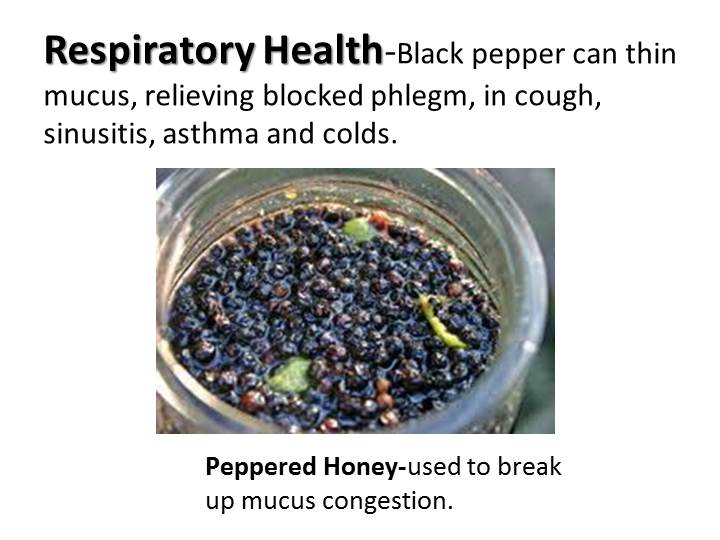 Respiratory Health-Black pepper can thin
mucus, relieving blocked phlegm, in cough,
sinusitis, asthma and colds.
Peppered Honey-used to break
up mucus congestion.